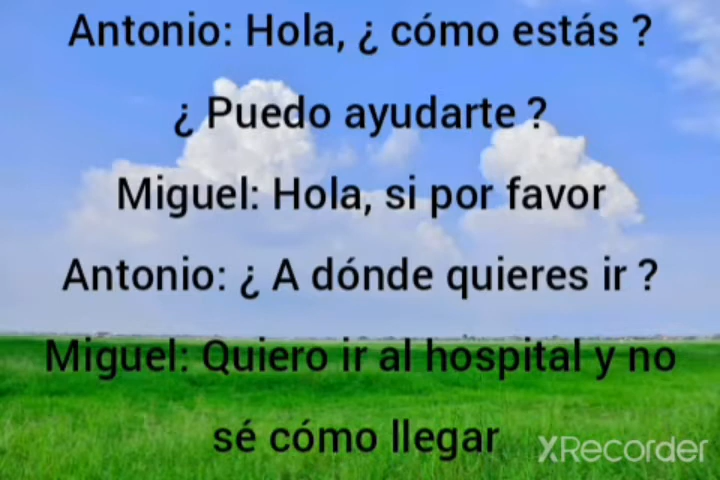 Antonio: Hola, ¿ cómo estás ?
¿ Puedo ayudarte ?
Miguel: Hola, si por favor
Antonio: ¿ A dónde quieres ir ?
Miguel: Quiero ir al hospital y no
sé cómo llegar
XRecorder